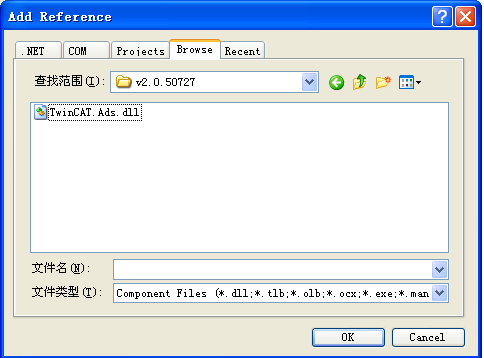 Add Reference
.NET COM Projects Browse Recent
查找范围(I): v2.0.50727
TwinCAT.Ads.dll
文件名(N):
文件类型(T): Component Files (*.dll;*.tlb;*.olb;*.ocx;*.exe;*.man
OK Cancel